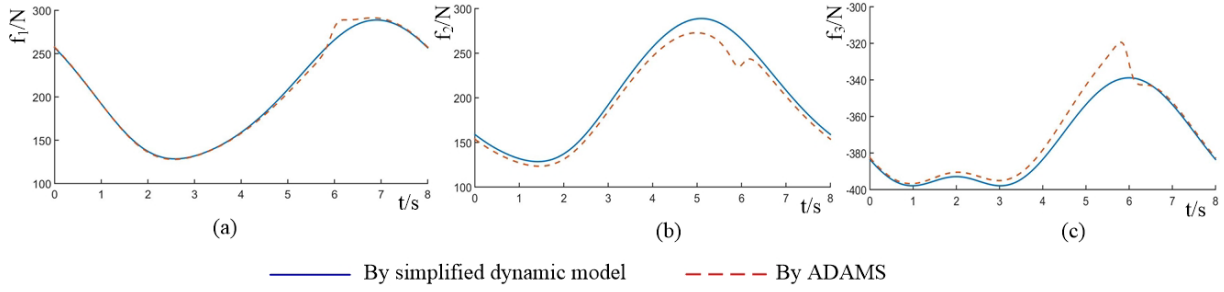 f₁/N
300
250
200
150
100
0 1 2 3 4 5 6 7 8
t/s
(a)
f₂/N
300
250
200
150
100
0 1 2 3 4 5 6 7 8
t/s
(b)
f₃/N
-300
-320
-340
-360
-380
-400
0 1 2 3 4 5 6 7 8
t/s
(c)
By simplified dynamic model
By ADAMS